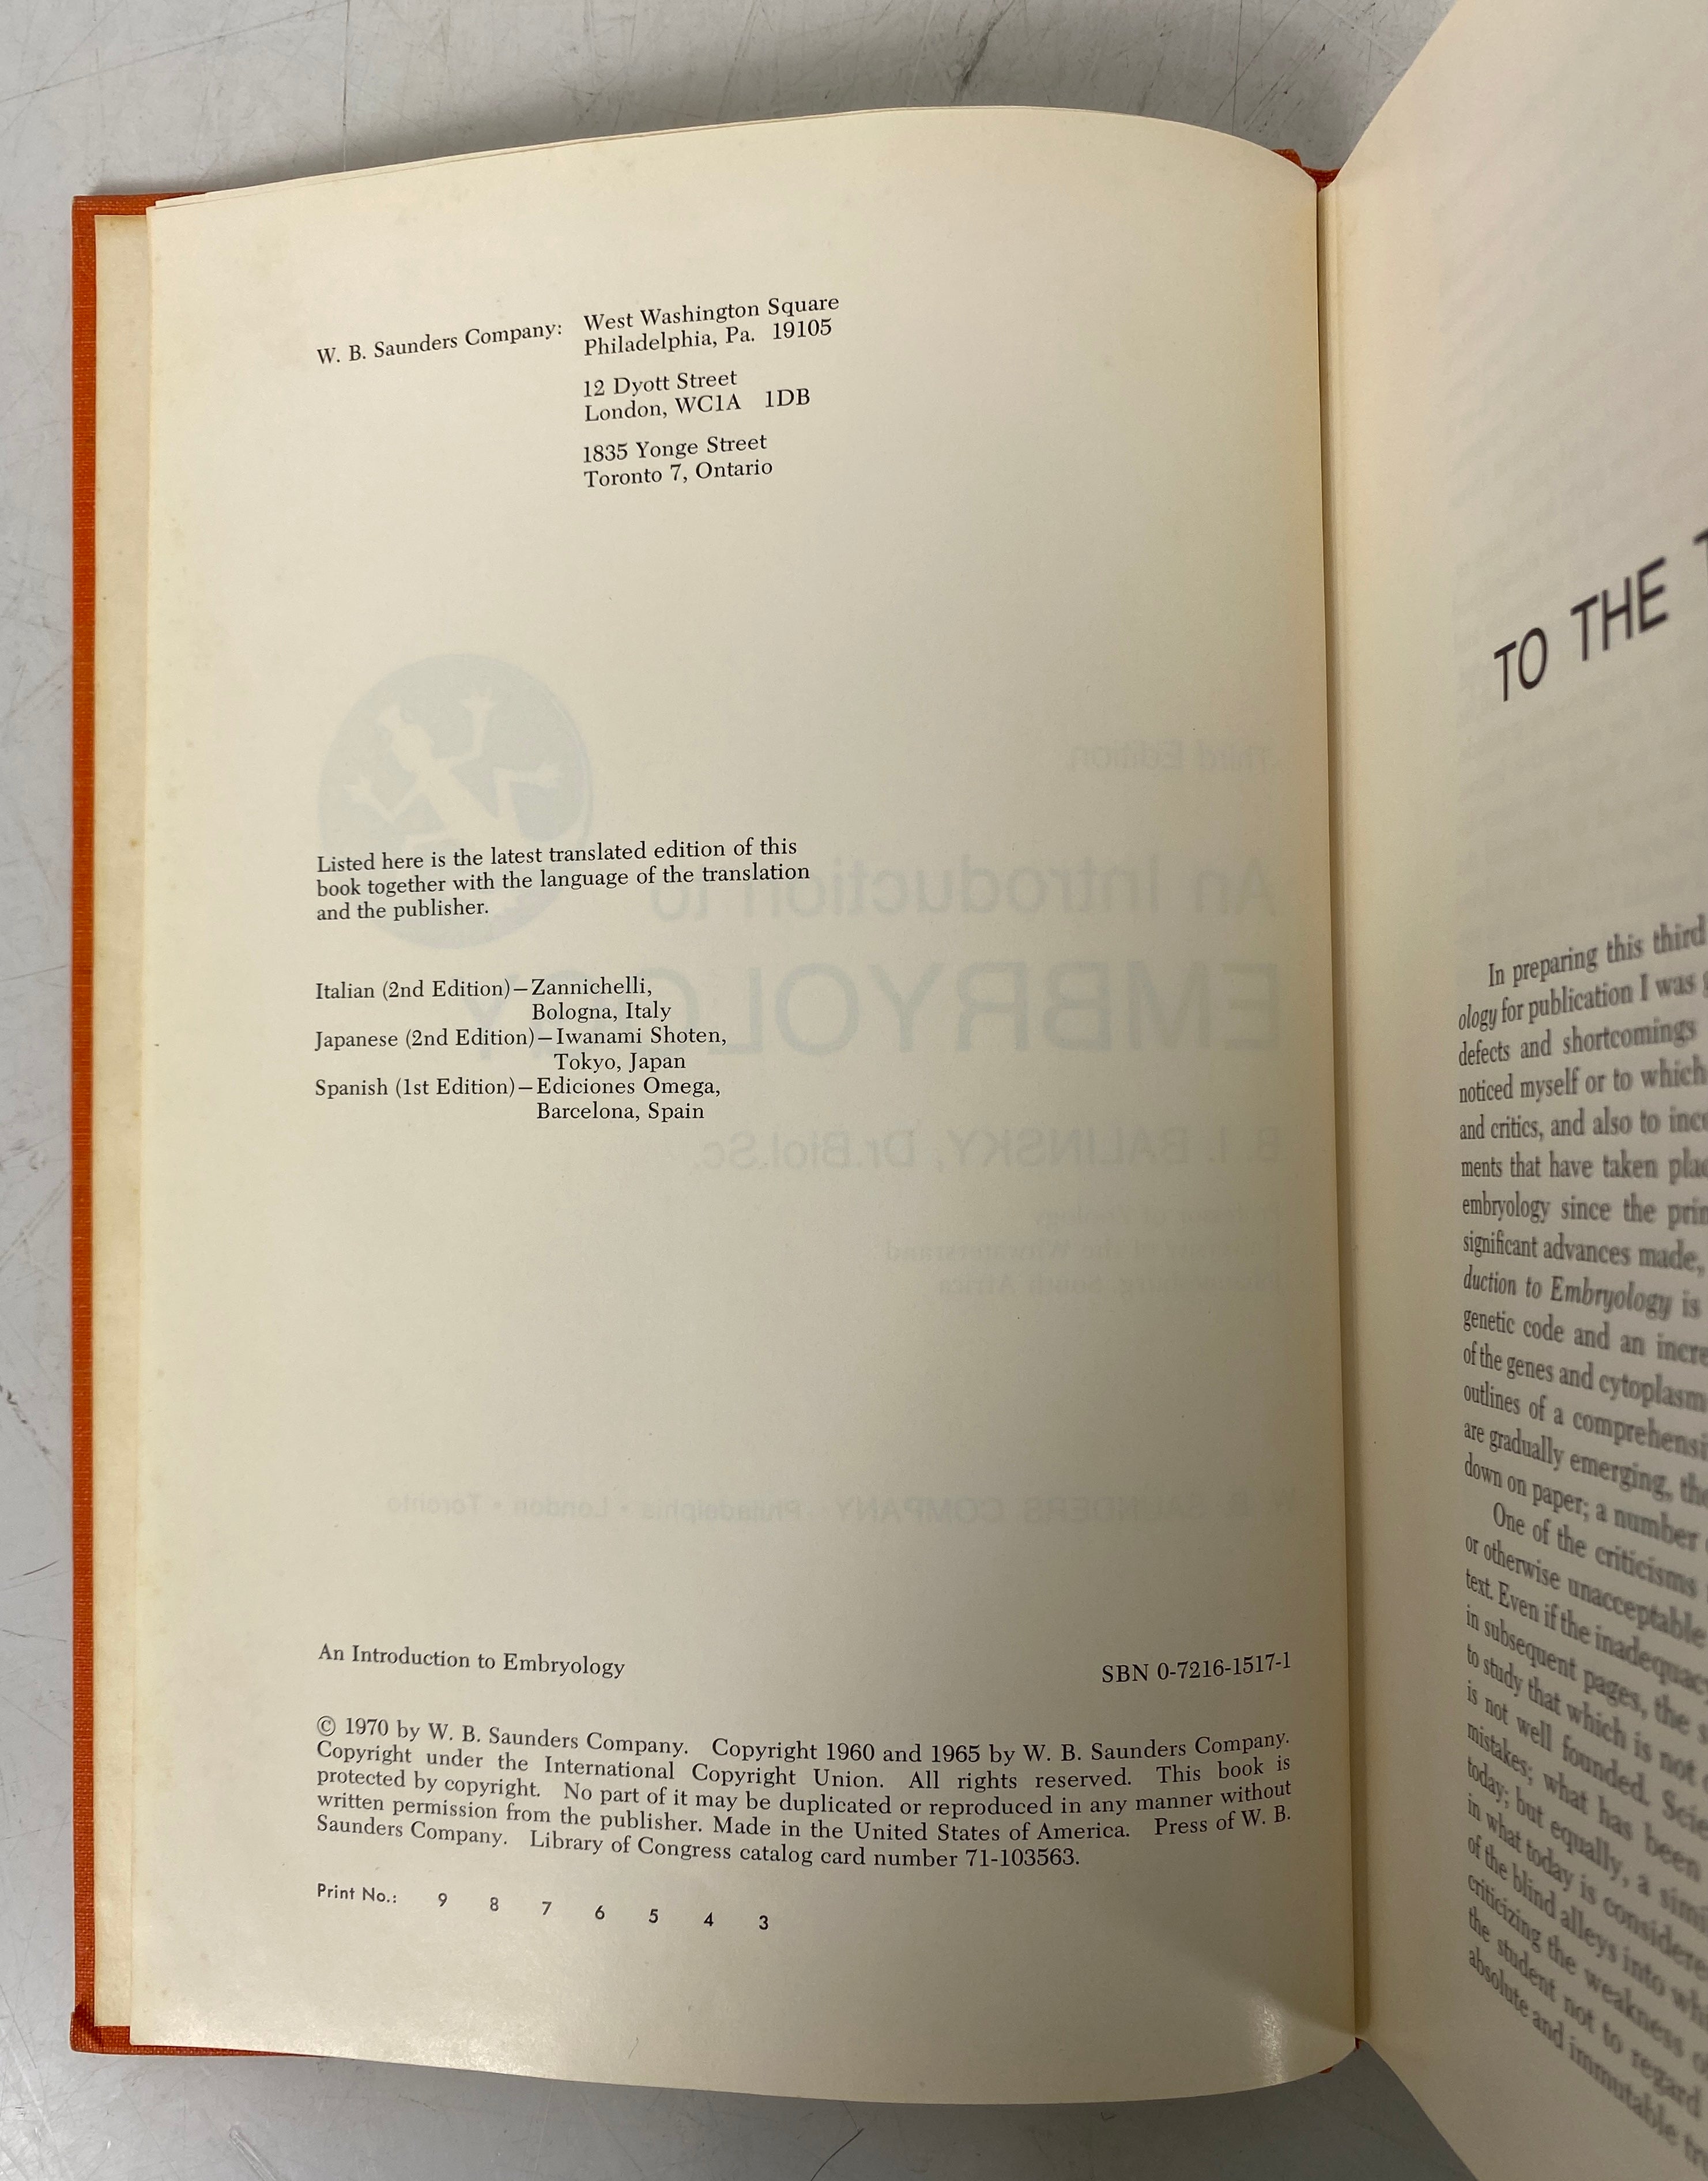 W. B. Saunders Company: West Washington Square
Philadelphia, Pa. 19105
12 Dyott Street
London, WC1A 1DB
1835 Yonge Street
Toronto 7, Ontario
Third Edition
An Introduction to
EMBRYOLOGY
B. I. BALINSKY, Dr.Biol.Sc.
Listed here is the latest translated edition of this
book together with the language of the translation
and the publisher.
Italian (2nd Edition)—Zannichelli,
Bologna, Italy
Japanese (2nd Edition)—Iwanami Shoten,
Tokyo, Japan
Spanish (1st Edition)—Ediciones Omega,
Barcelona, Spain
An Introduction to Embryology SBN 0-7216-1517-1
© 1970 by W. B. Saunders Company. Copyright 1960 and 1965 by W. B. Saunders Company.
Copyright under the International Copyright Union. All rights reserved. This book is
protected by copyright. No part of it may be duplicated or reproduced in any manner without
written permission from the publisher. Made in the United States of America. Press of W. B.
Saunders Company. Library of Congress catalog card number 71-103563.
Print No.: 9 8 7 6 5 4 3
TO THE
In preparing this third
ology for publication I was
defects and shortcomings
noticed myself or to which
and critics, and also to
ments that have taken
embryology since the
significant advances made,
duction to Embryology is
genetic code and an
of the genes and cytoplasm
outlines of a
are gradually emerging,
down on paper; a number
One of the criticisms
or otherwise unacceptable
text. Even if the
in subsequent pages, the
to study that which is not
is not well founded.
mistakes; what has been
today; but equally, a
in what today is
of the blind alleys into
criticizing the weakness
the student not to regard
absolute and immutable